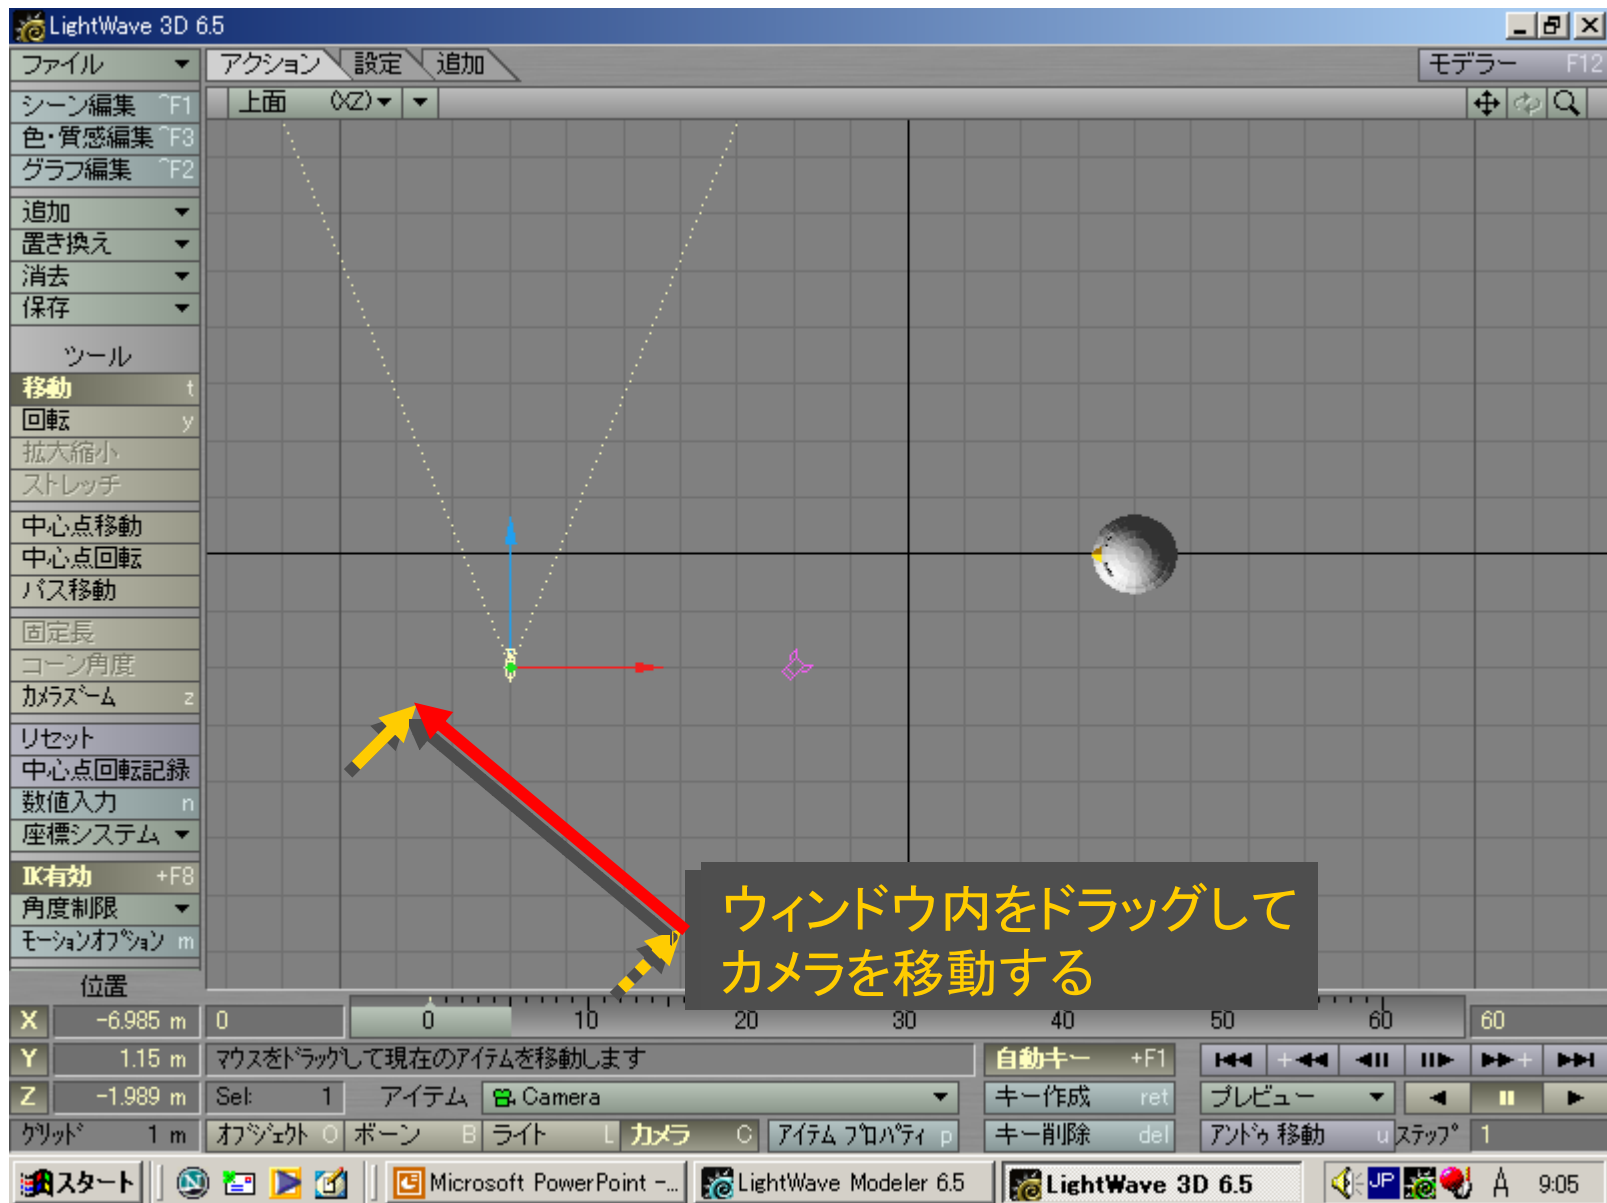 LightWave 3D 6.5
ファイル
アクション 設定 追加
モデラー F12
シーン編集 ^F1
上面 (XZ)
色・質感編集 ^F3
グラフ編集 ^F2
追加
置き換え
消去
保存
ツール
移動 t
回転 y
拡大縮小
ストレッチ
中心点移動
中心点回転
パス移動
固定長
コーン角度
カメラズーム z
リセット
中心点回転記録
数値入力 n
座標システム
IK有効 +F8
角度制限
モーションオプション m
ウィンドウ内をドラッグして
カメラを移動する
位置
X -6.985 m 0 0 10 20 30 40 50 60 60
Y 1.15 m マウスをドラッグして現在のアイテムを移動します 自動キー +F1
Z -1.989 m Sel: 1 アイテム Camera キー作成 ret プレビュー
グリッド 1 m オブジェクト O ボーン B ライト L カメラ C アイテム プロパティ p キー削除 del アンドゥ 移動 u ステップ 1
スタート Microsoft PowerPoint -... LightWave Modeler 6.5 LightWave 3D 6.5 JP A 9:05